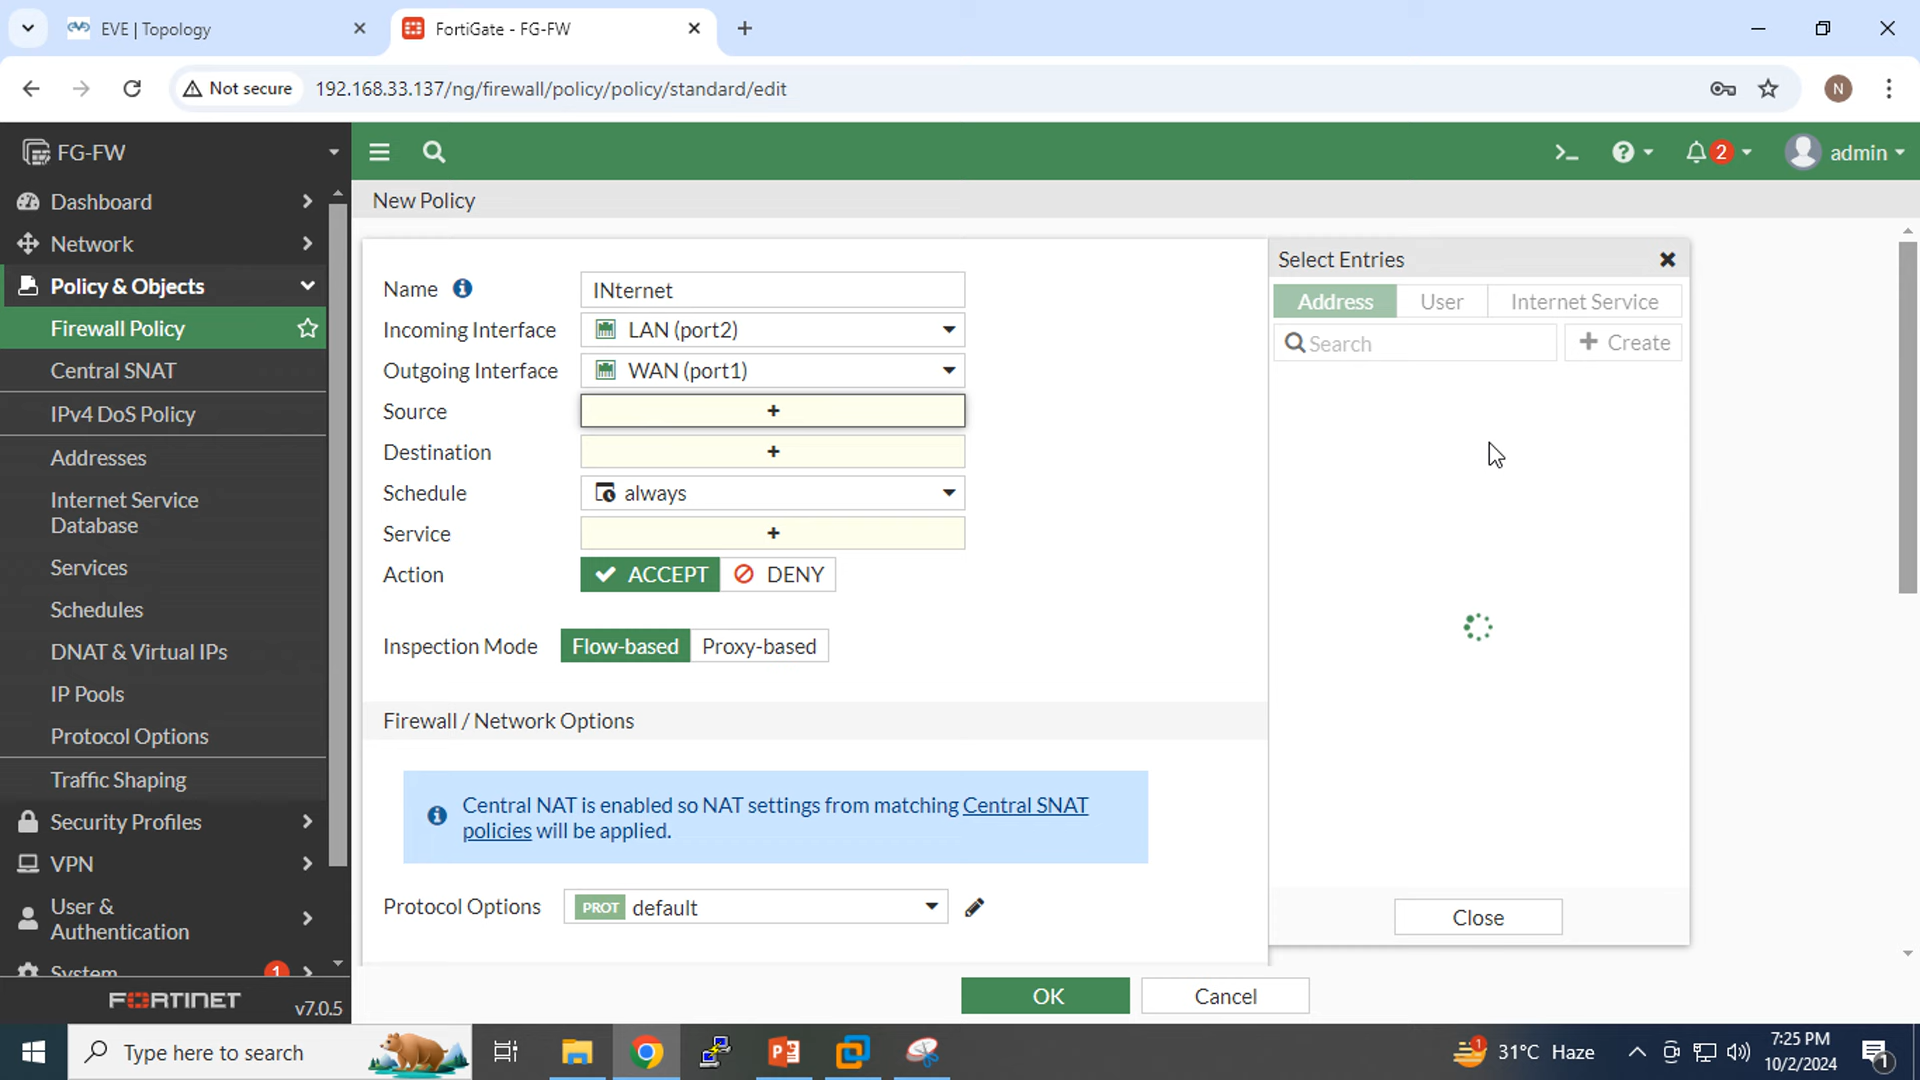 EVE | Topology
FortiGate - FG-FW
Not secure
192.168.33.137/ng/firewall/policy/policy/standard/edit
N
FG-FW
2
admin
Dashboard
Network
Policy & Objects
Firewall Policy
Central SNAT
IPv4 DoS Policy
Addresses
Internet Service
Database
Services
Schedules
DNAT & Virtual IPs
IP Pools
Protocol Options
Traffic Shaping
Security Profiles
VPN
User &
Authentication
System
1
FORTINET
v7.0.5
New Policy
Name
INternet
Incoming Interface
LAN (port2)
Outgoing Interface
WAN (port1)
Source
+
Destination
+
Schedule
always
Service
+
Action
ACCEPT
DENY
Inspection Mode
Flow-based
Proxy-based
Firewall / Network Options
Central NAT is enabled so NAT settings from matching Central SNAT
policies will be applied.
Protocol Options
PROT default
Select Entries
Address
User
Internet Service
Search
+ Create
Close
OK
Cancel
Type here to search
1
31°C Haze
7:25 PM
10/2/2024
1